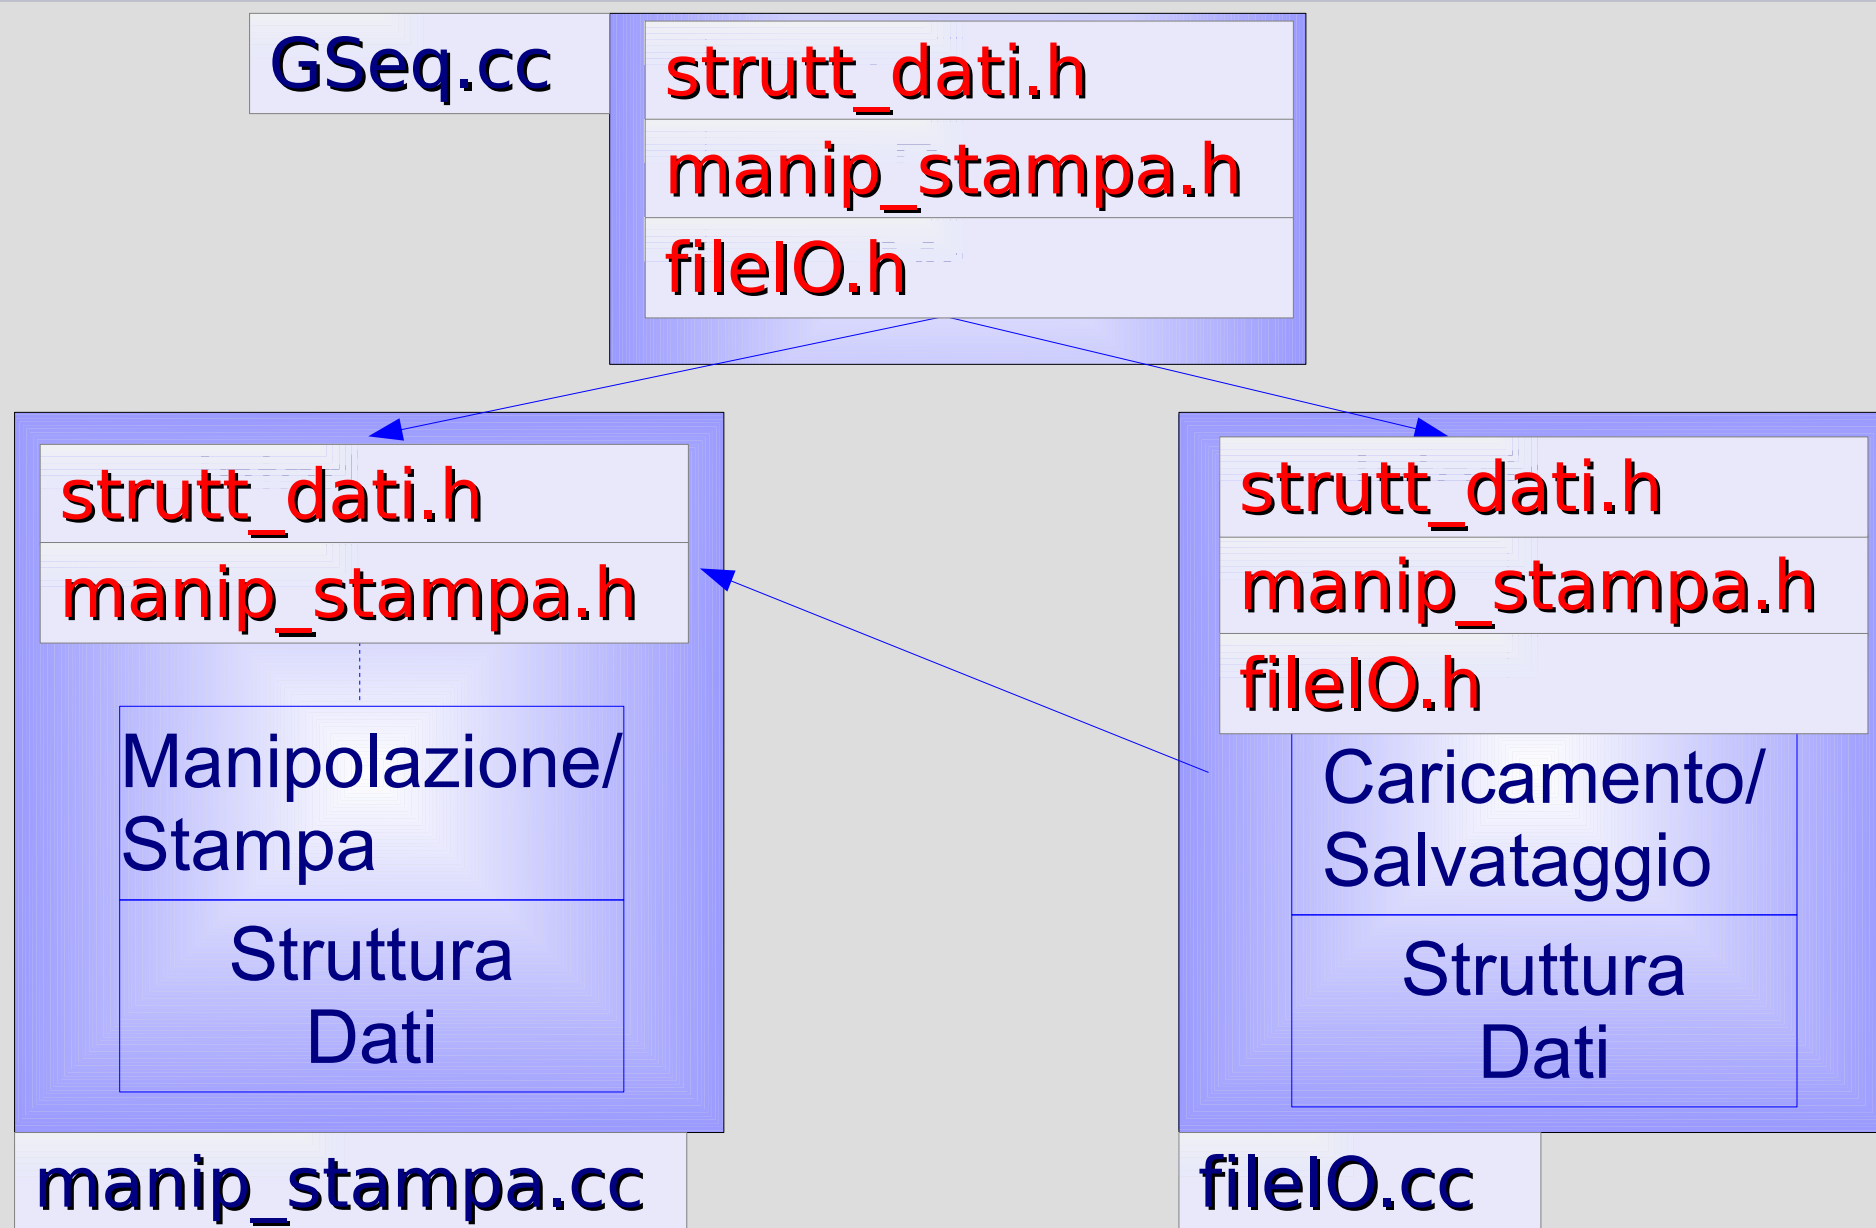 GSeq.cc
strutt_dati.h
manip_stampa.h
fileIO.h
strutt_dati.h
manip_stampa.h
Manipolazione/
Stampa
Struttura
Dati
manip_stampa.cc
strutt_dati.h
manip_stampa.h
fileIO.h
Caricamento/
Salvataggio
Struttura
Dati
fileIO.cc